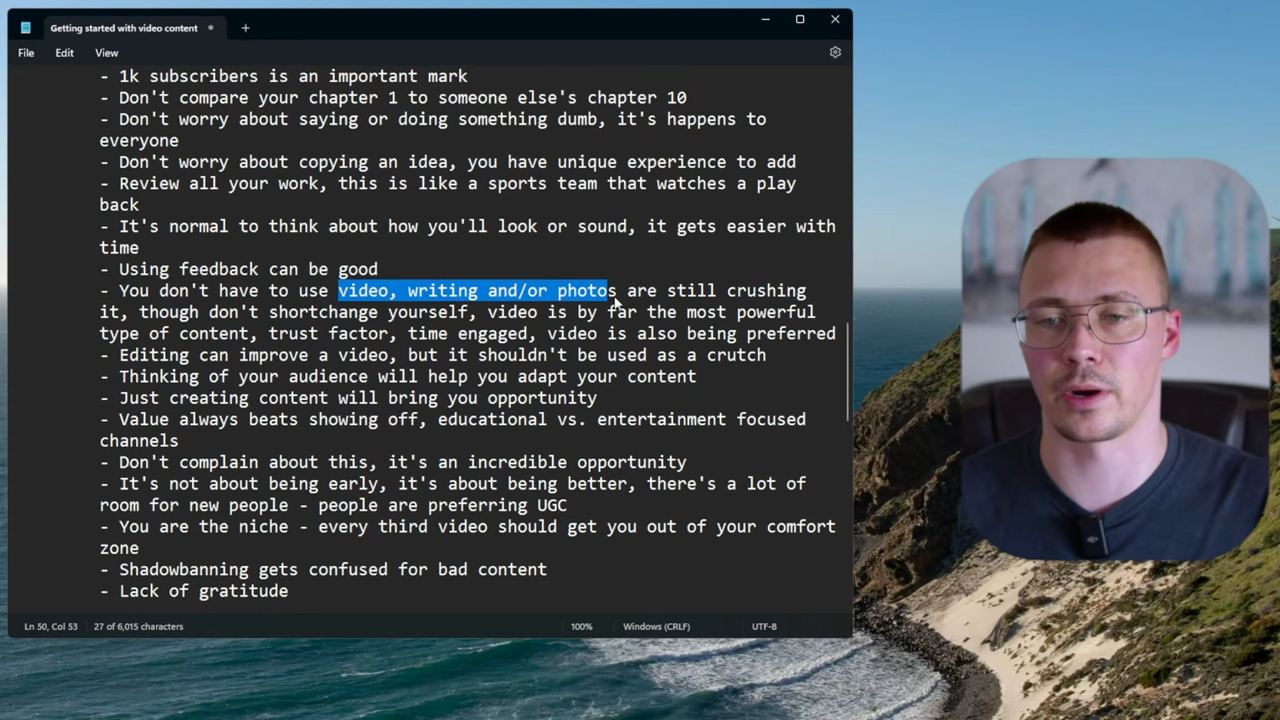 Getting started with video content
File Edit View
- 1k subscribers is an important mark
- Don't compare your chapter 1 to someone else's chapter 10
- Don't worry about saying or doing something dumb, it's happens to
everyone
- Don't worry about copying an idea, you have unique experience to add
- Review all your work, this is like a sports team that watches a play
back
- It's normal to think about how you'll look or sound, it gets easier with
time
- Using feedback can be good
- You don't have to use video, writing and/or photos are still crushing
it, though don't shortchange yourself, video is by far the most powerful
type of content, trust factor, time engaged, video is also being preferred
- Editing can improve a video, but it shouldn't be used as a crutch
- Thinking of your audience will help you adapt your content
- Just creating content will bring you opportunity
- Value always beats showing off, educational vs. entertainment focused
channels
- Don't complain about this, it's an incredible opportunity
- It's not about being early, it's about being better, there's a lot of
room for new people - people are preferring UGC
- You are the niche - every third video should get you out of your comfort
zone
- Shadowbanning gets confused for bad content
- Lack of gratitude
Ln 50, Col 53 27 of 6,015 characters 100% Windows (CRLF) UTF-8